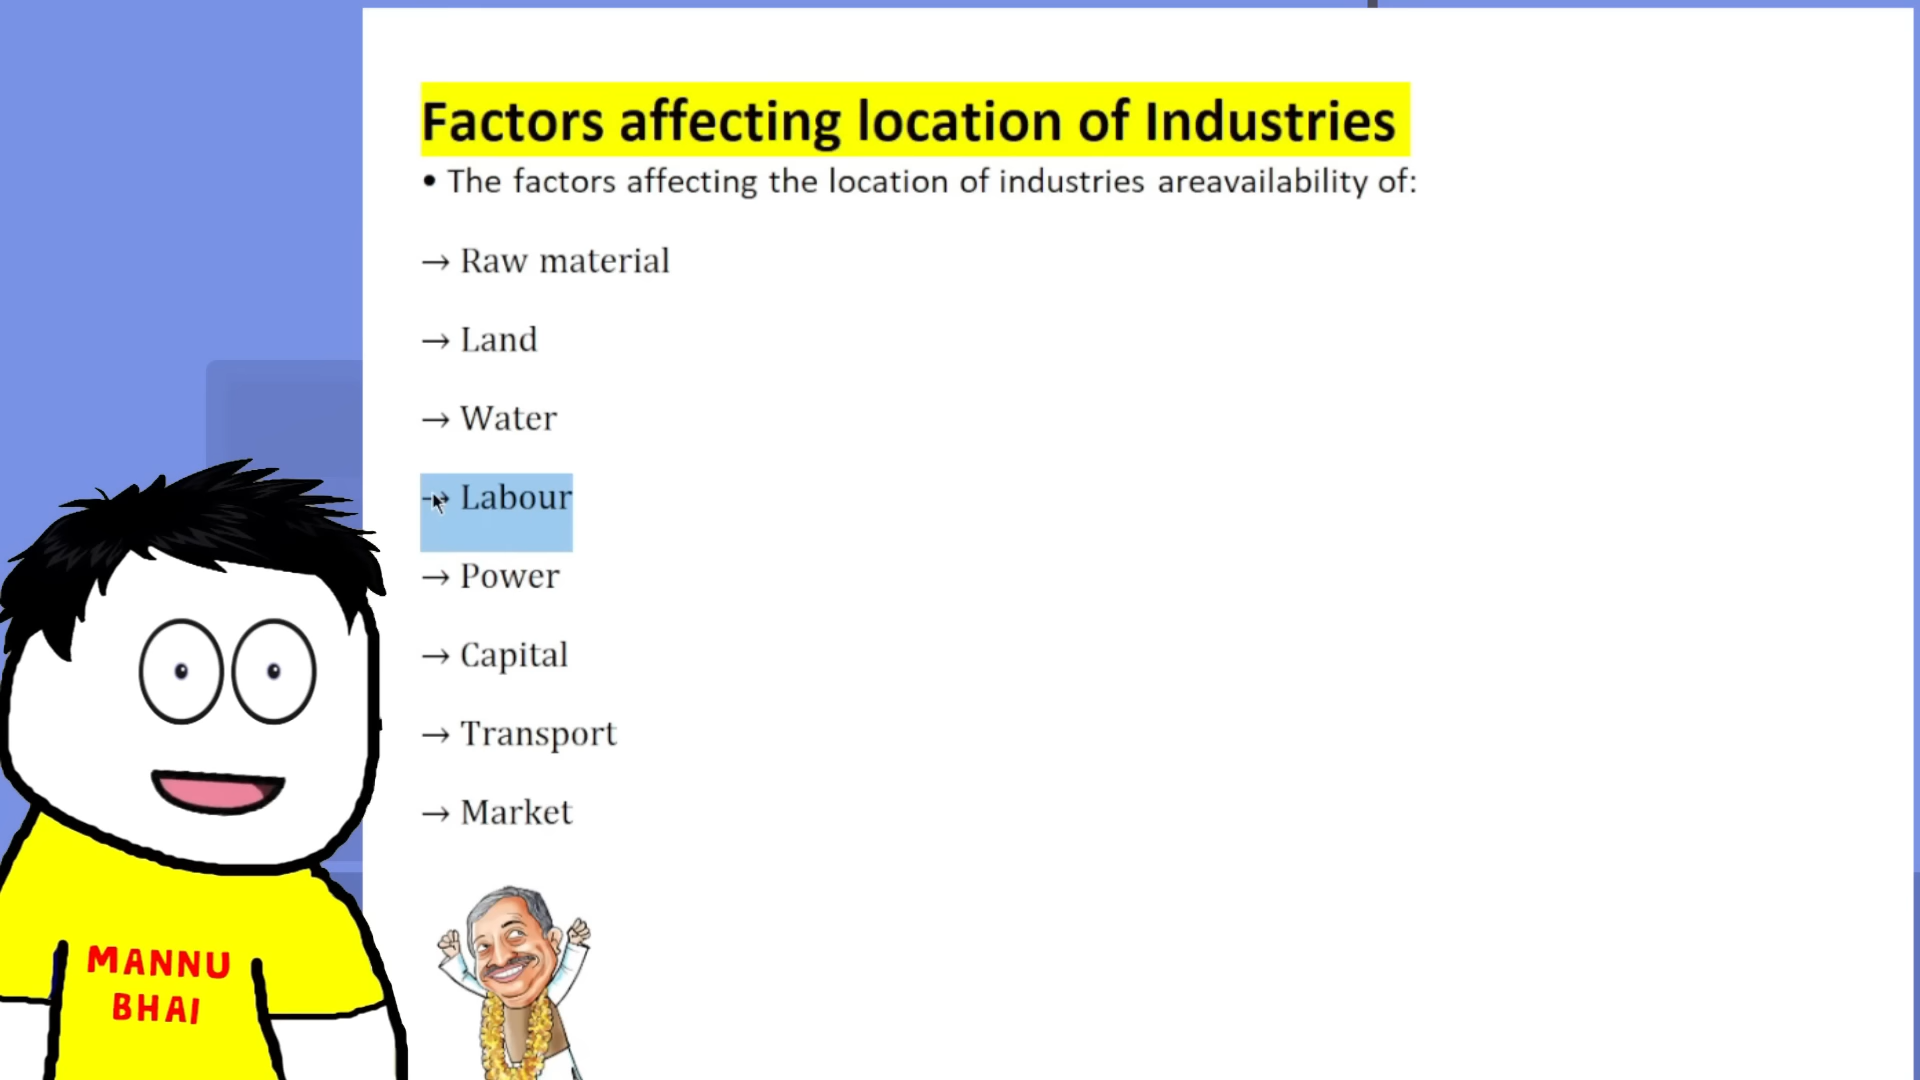 Factors affecting location of Industries
• The factors affecting the location of industries areavailability of:
→ Raw material
→ Land
→ Water
→ Labour
→ Power
→ Capital
→ Transport
→ Market
MANNU
BHAI